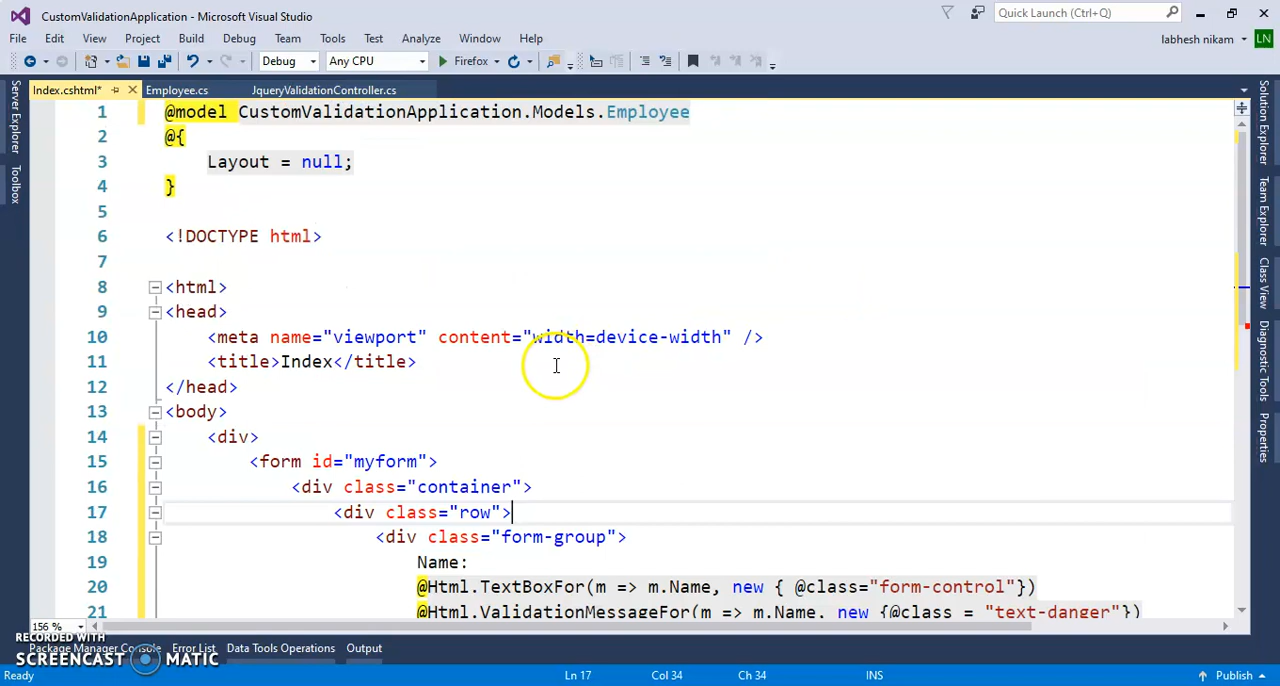 CustomValidationApplication - Microsoft Visual Studio
Quick Launch (Ctrl+Q)
File Edit View Project Build Debug Team Tools Test Analyze Window Help
labhesh nikam LN
Debug Any CPU Firefox
Index.cshtml* Employee.cs JqueryValidationController.cs
Server Explorer
Toolbox
Solution Explorer
Team Explorer
Class View
Diagnostic Tools
Properties
1 @model CustomValidationApplication.Models.Employee
2 @{
3 Layout = null;
4 }
5
6 <!DOCTYPE html>
7
8 <html>
9 <head>
10 <meta name="viewport" content="width=device-width" />
11 <title>Index</title>
12 </head>
13 <body>
14 <div>
15 <form id="myform">
16 <div class="container">
17 <div class="row">
18 <div class="form-group">
19 Name:
20 @Html.TextBoxFor(m => m.Name, new { @class="form-control"})
21 @Html.ValidationMessageFor(m => m.Name, new {@class = "text-danger"})
156 %
RECORDED WITH
SCREENCAST MATIC
Package Manager Console Error List Data Tools Operations Output
Ready Ln 17 Col 34 Ch 34 INS Publish